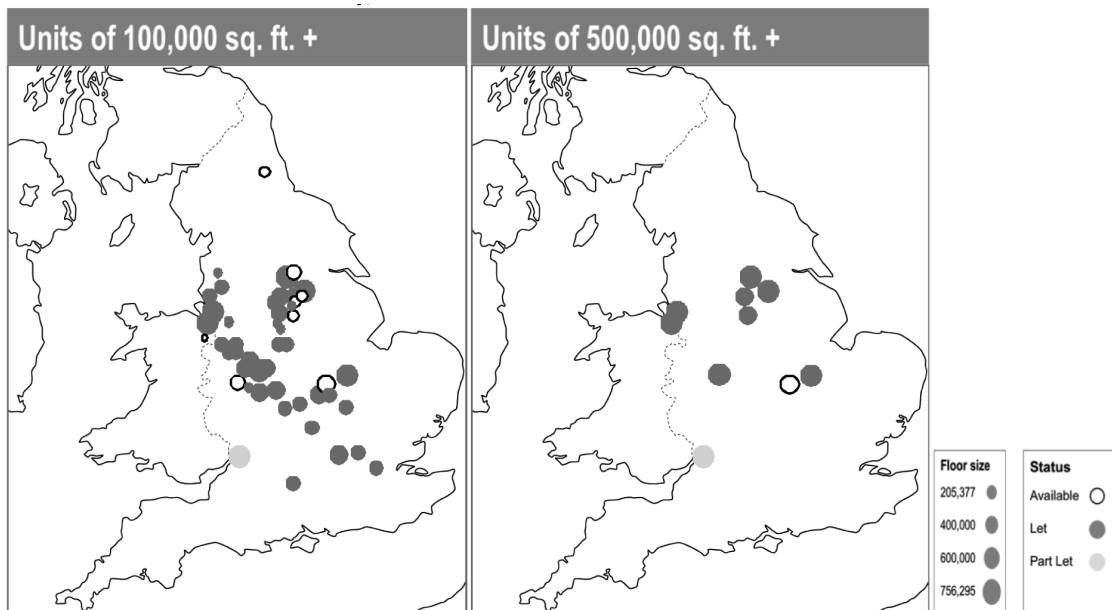 Units of 100,000 sq. ft. +
Units of 500,000 sq. ft. +
Floor size
205,377
400,000
600,000
756,295
Status
Available
Let
Part Let